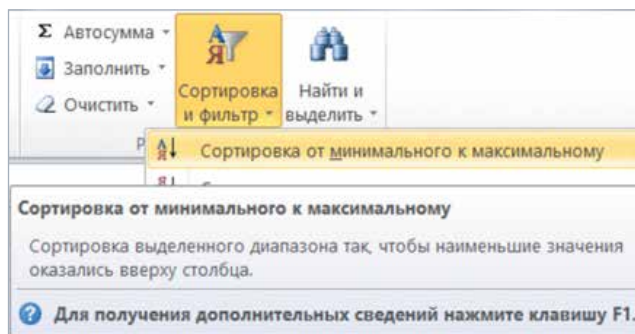 Σ Автосумма
Заполнить
Очистить
Сортировка
и фильтр
Найти и
выделить
Р
Сортировка от минимального к максимальному
Сортировка от минимального к максимальному
Сортировка выделенного диапазона так, чтобы наименьшие значения
оказались вверху столбца.
Для получения дополнительных сведений нажмите клавишу F1.